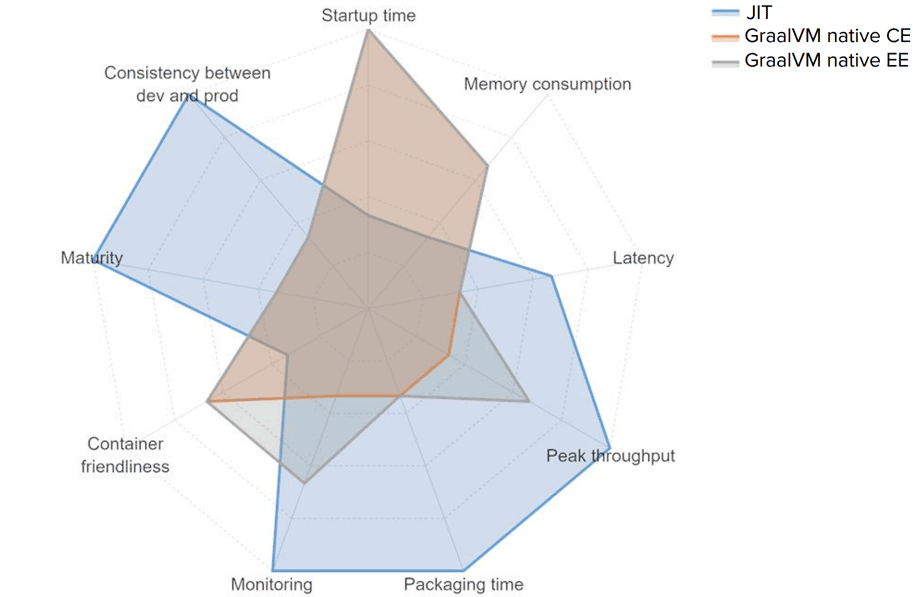 Startup time
JIT
GraalVM native CE
GraalVM native EE
Consistency between
dev and prod
Memory consumption
Maturity
Latency
Container
friendliness
Peak throughput
Monitoring
Packaging time